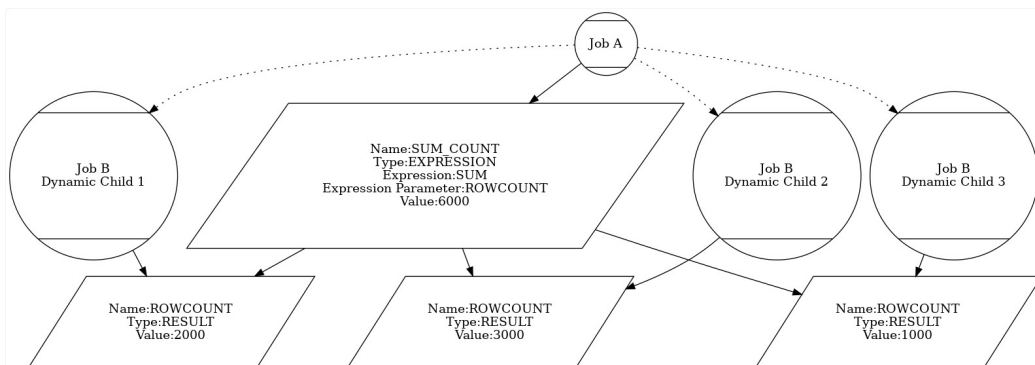 Job A
Job B
Dynamic Child 1
Name:SUM_COUNT
Type:EXPRESSION
Expression:SUM
Expression Parameter:ROWCOUNT
Value:6000
Job B
Dynamic Child 2
Job B
Dynamic Child 3
Name:ROWCOUNT
Type:RESULT
Value:2000
Name:ROWCOUNT
Type:RESULT
Value:3000
Name:ROWCOUNT
Type:RESULT
Value:1000